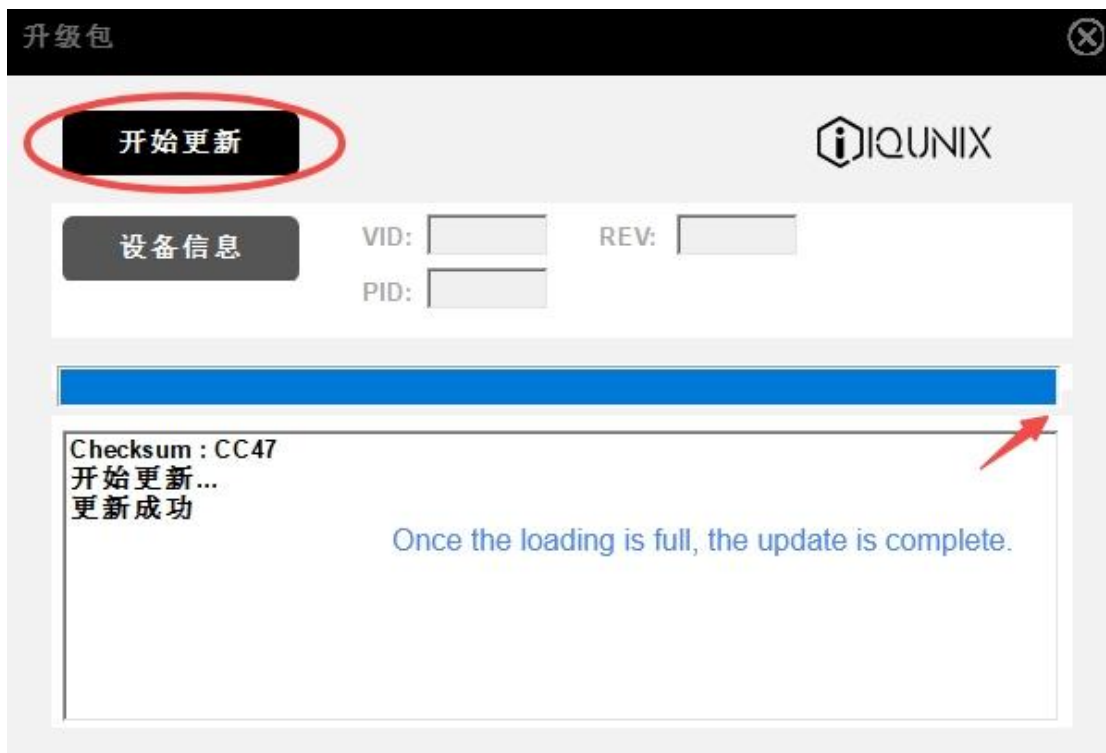 升级包
开始更新
IQUNIX
设备信息
VID:
REV:
PID:
Checksum : CC47
开始更新...
更新成功
Once the loading is full, the update is complete.